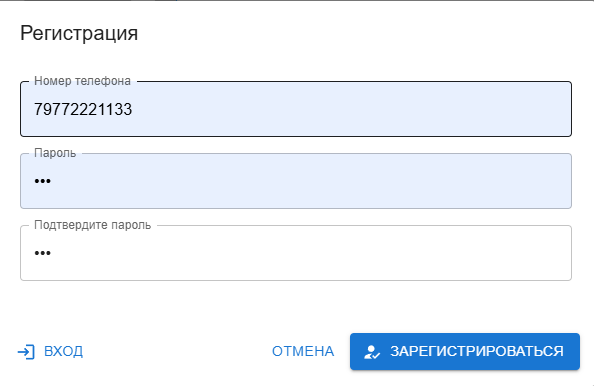 Регистрация
Номер телефона
79772221133
Пароль
•••
Подтвердите пароль
•••
ВХОД
ОТМЕНА
ЗАРЕГИСТРИРОВАТЬСЯ